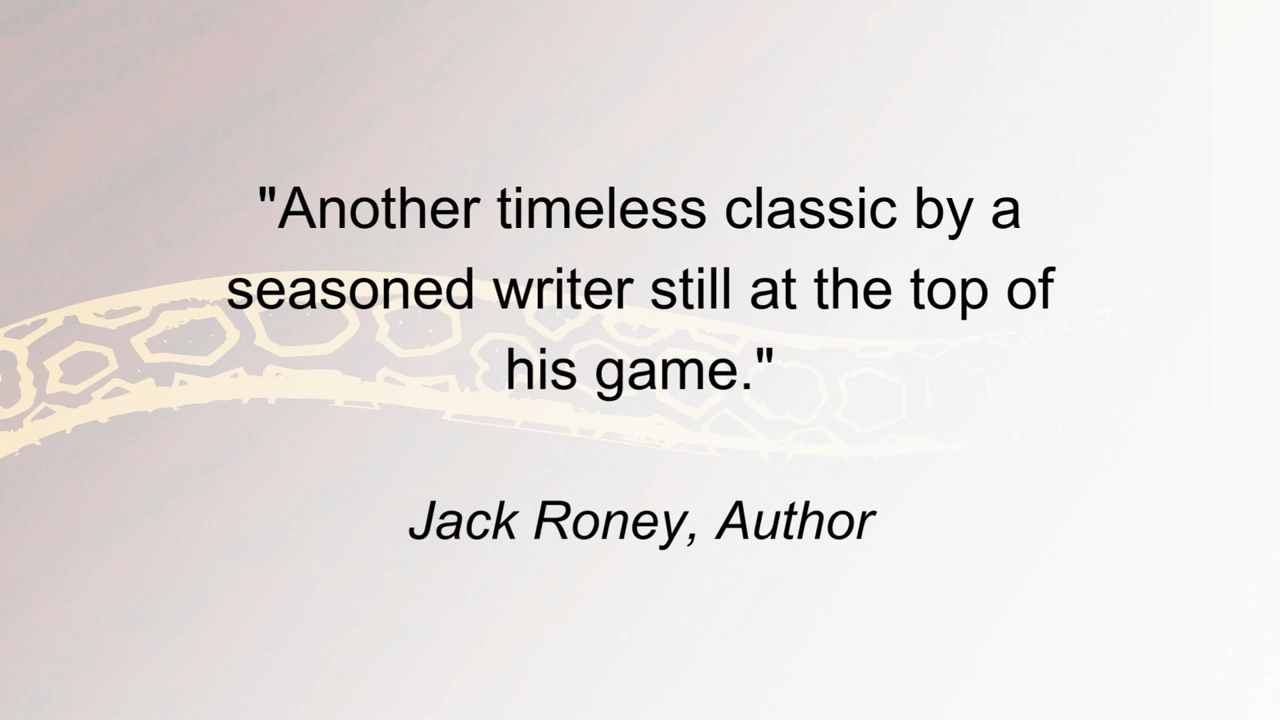 "Another timeless classic by a
seasoned writer still at the top of
his game."
Jack Roney, Author